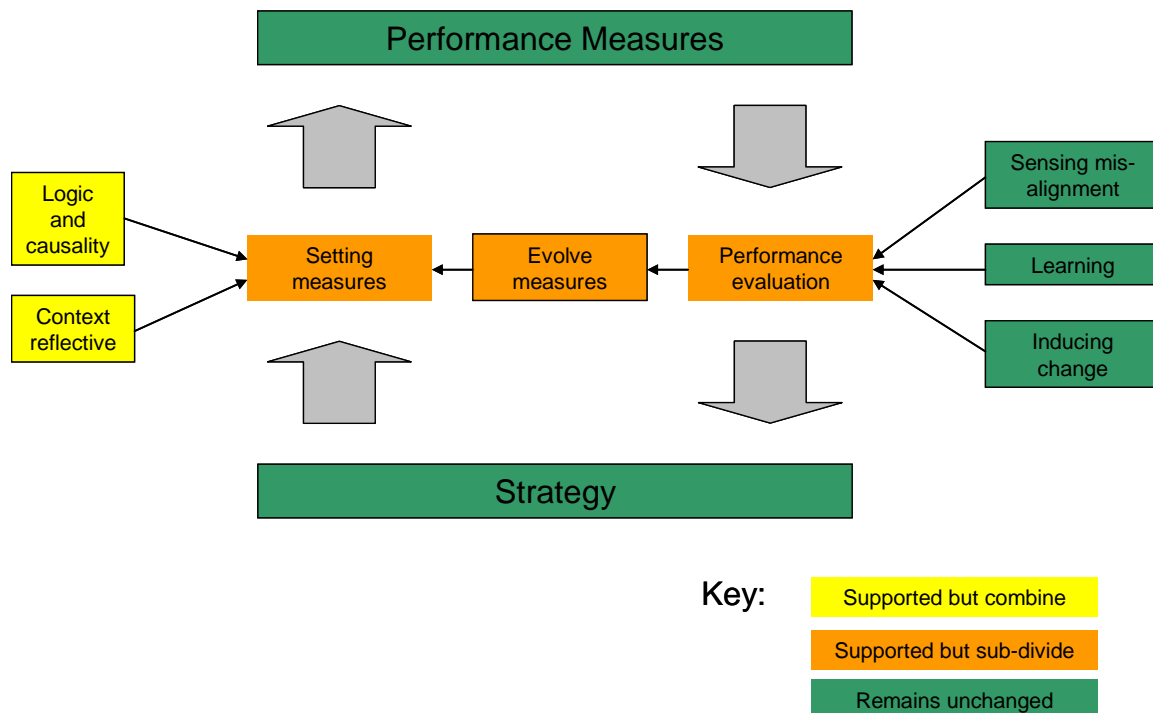 Performance Measures
Logic
and
causality
Context
reflective
Setting
measures
Evolve
measures
Performance
evaluation
Sensing mis-
alignment
Learning
Inducing
change
Strategy
Key:
Supported but combine
Supported but sub-divide
Remains unchanged